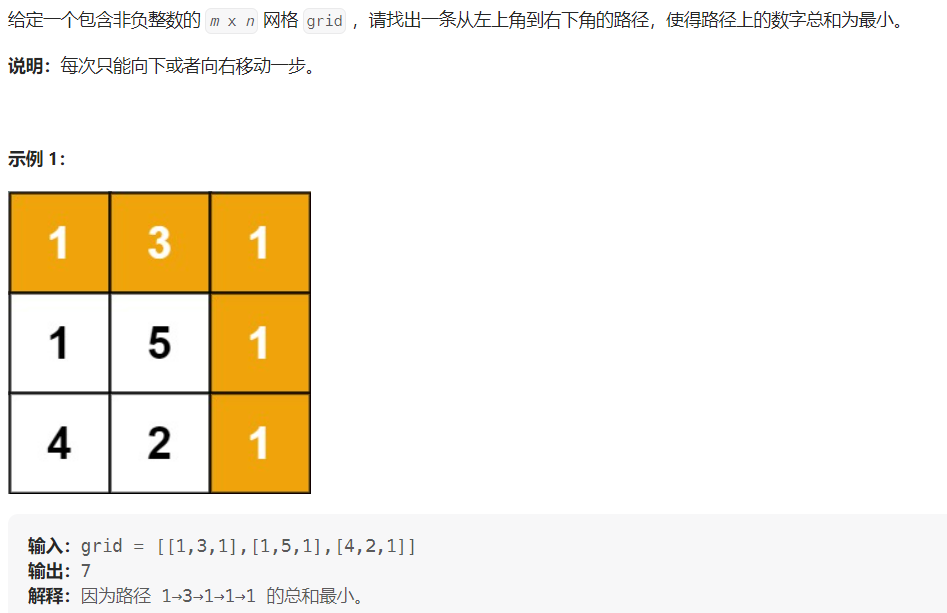 给定一个包含非负整数的 m x n 网格 grid ，请找出一条从左上角到右下角的路径，使得路径上的数字总和为最小。
说明：每次只能向下或者向右移动一步。
示例 1：
1 3 1
1 5 1
4 2 1
输入：grid = [[1,3,1],[1,5,1],[4,2,1]]
输出：7
解释：因为路径 1→3→1→1→1 的总和最小。